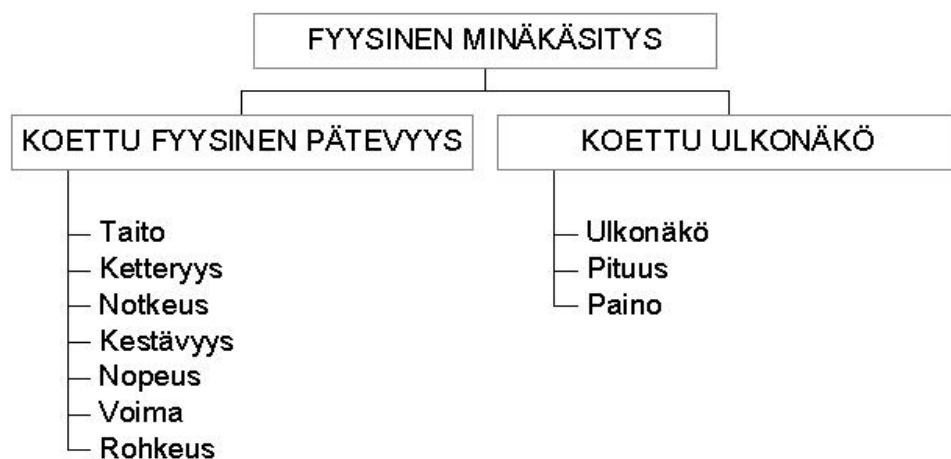 FYYSINEN MINÄKÄSITYS
KOETTU FYYSINEN PÄTEVYYS
Taito
Ketteryys
Notkeus
Kestävyys
Nopeus
Voima
Rohkeus
KOETTU ULKONÄKÖ
Ulkonäkö
Pituus
Paino